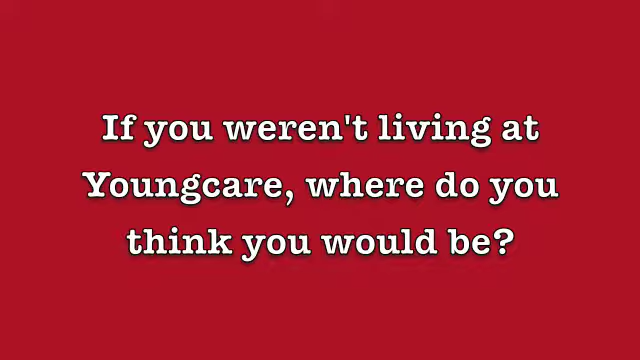 If you weren't living at
Youngcare, where do you
think you would be?